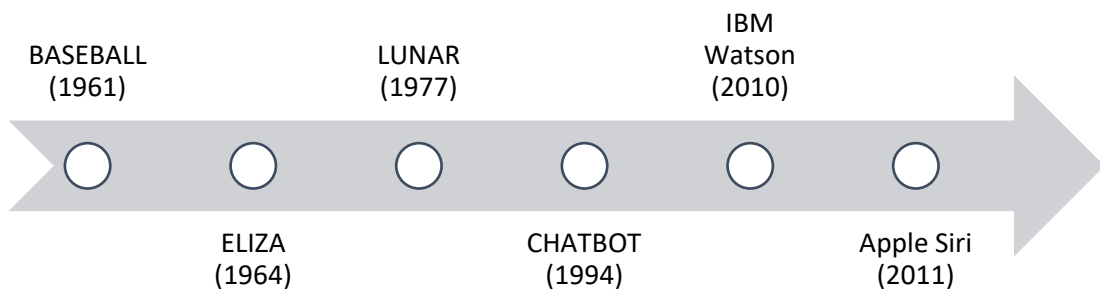 BASEBALL
(1961)
ELIZA
(1964)
LUNAR
(1977)
CHATBOT
(1994)
IBM
Watson
(2010)
Apple Siri
(2011)